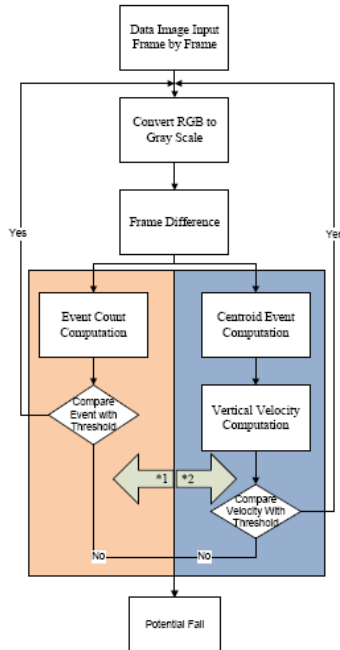 Data Image Input
Frame by Frame
Convert RGB to
Gray Scale
Yes
Yer
Frame Difference
Event Count
Computation
Centroid Event
Computation
Compare
Event with
Threshold
Vertical Velocity
Computation
*1
*2
Compare
Velocity With
Threshold
No
No
Potential Fall